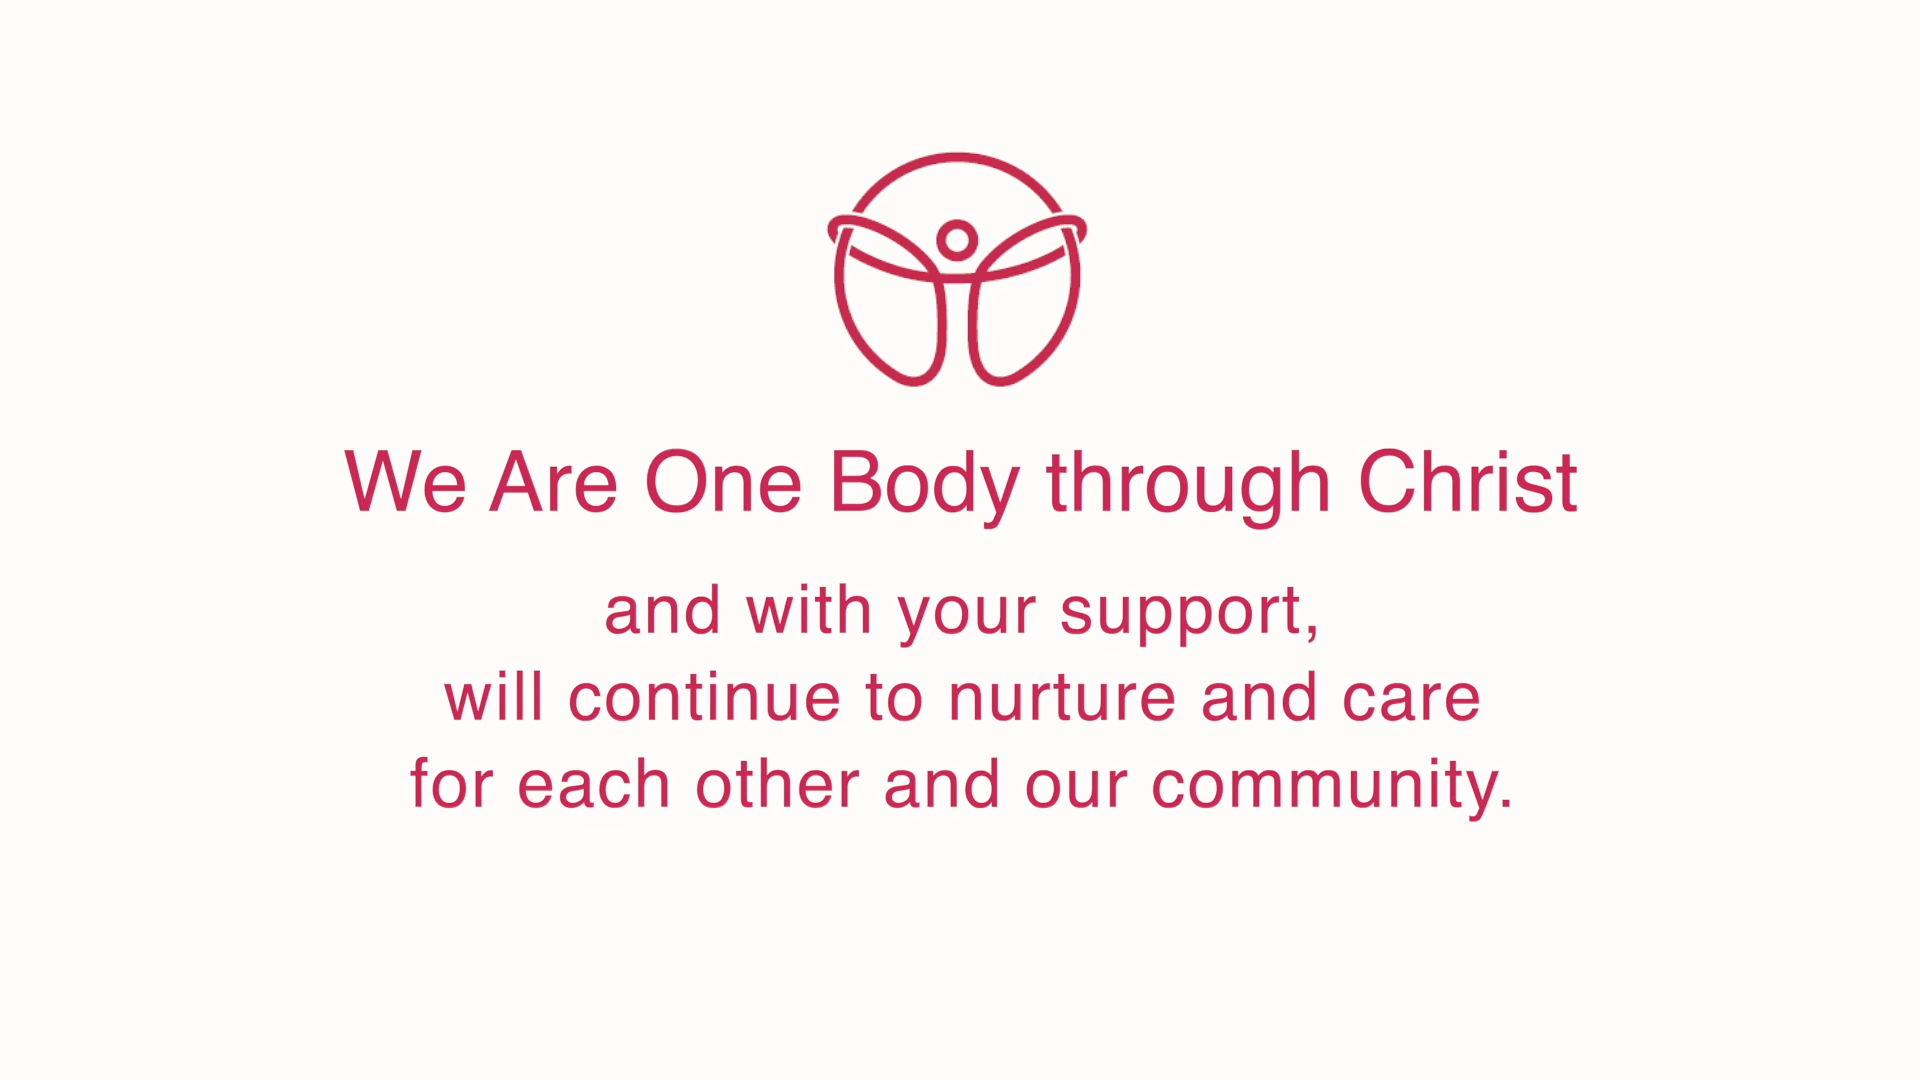 We Are One Body through Christ
and with your support,
will continue to nurture and care
for each other and our community.